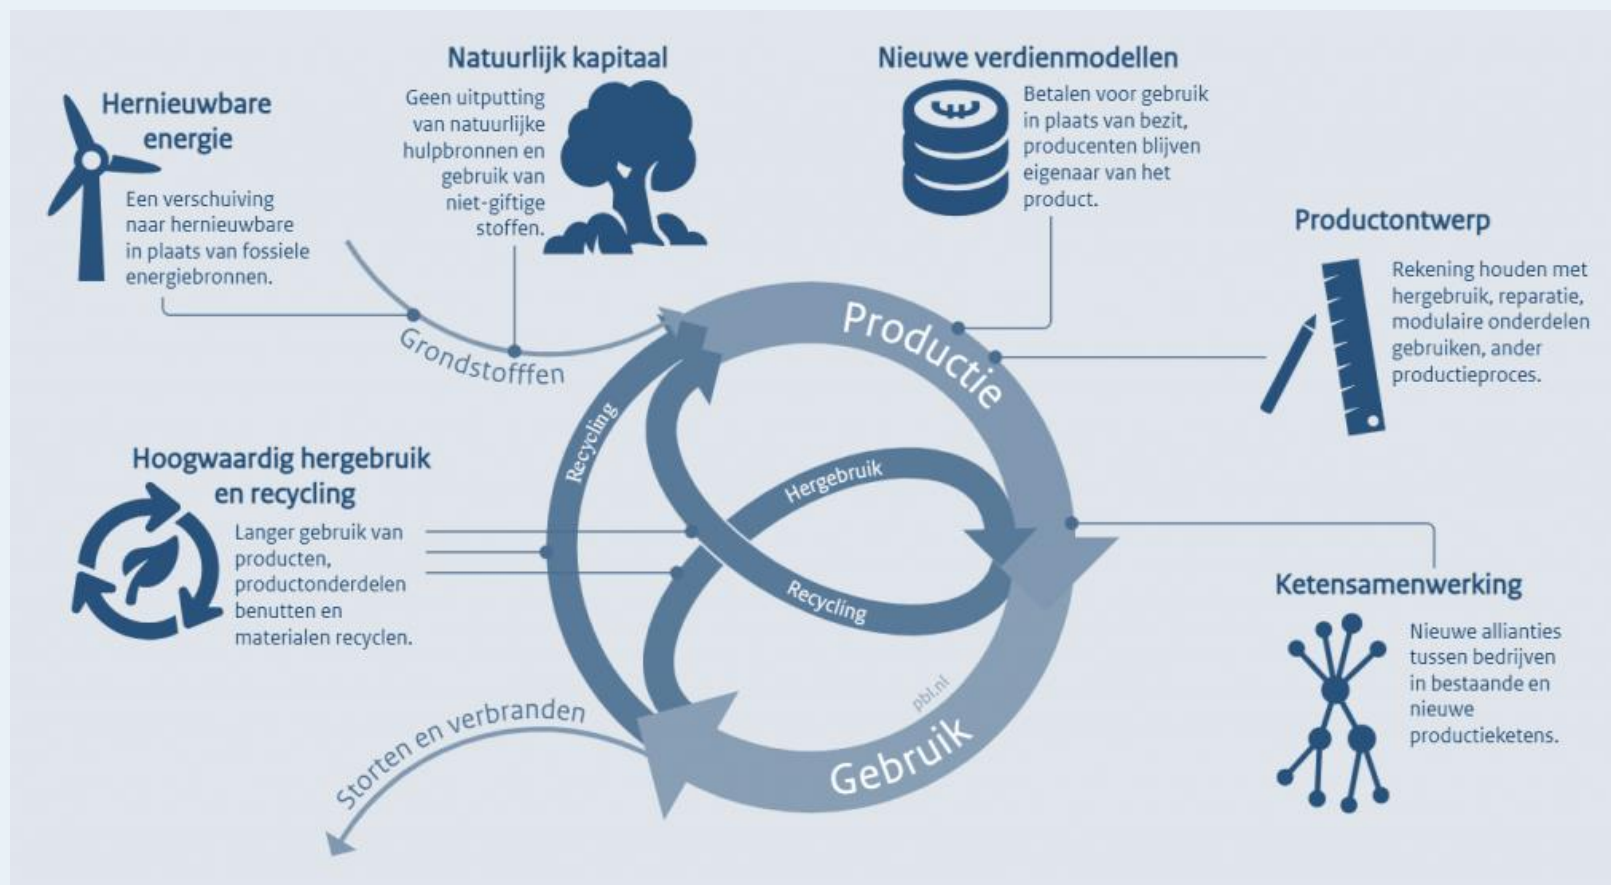 Natuurlijk kapitaal
Geen uitputting
van natuurlijke
hulpbronnen en
gebruik van
niet-giftige
stoffen.
Nieuwe verdienmodellen
Betalen voor gebruik
in plaats van bezit,
producenten blijven
eigenaar van het
product.
Hernieuwbare
energie
Een verschuiving
naar hernieuwbare
in plaats van fossiele
energiebronnen.
Productontwerp
Rekening houden met
hergebruik, reparatie,
modulaire onderdelen
gebruiken, ander
productieproces.
Grondstofffen
Productie
Recycling
Hergebruik
Recycling
Hoogwaardig hergebruik
en recycling
Langer gebruik van
producten,
productonderdelen
benutten en
materialen recyclen.
Ketensamenwerking
Nieuwe allianties
tussen bedrijven
in bestaande en
nieuwe
productieketens.
pbl.nl
Gebruik
Storten en verbranden